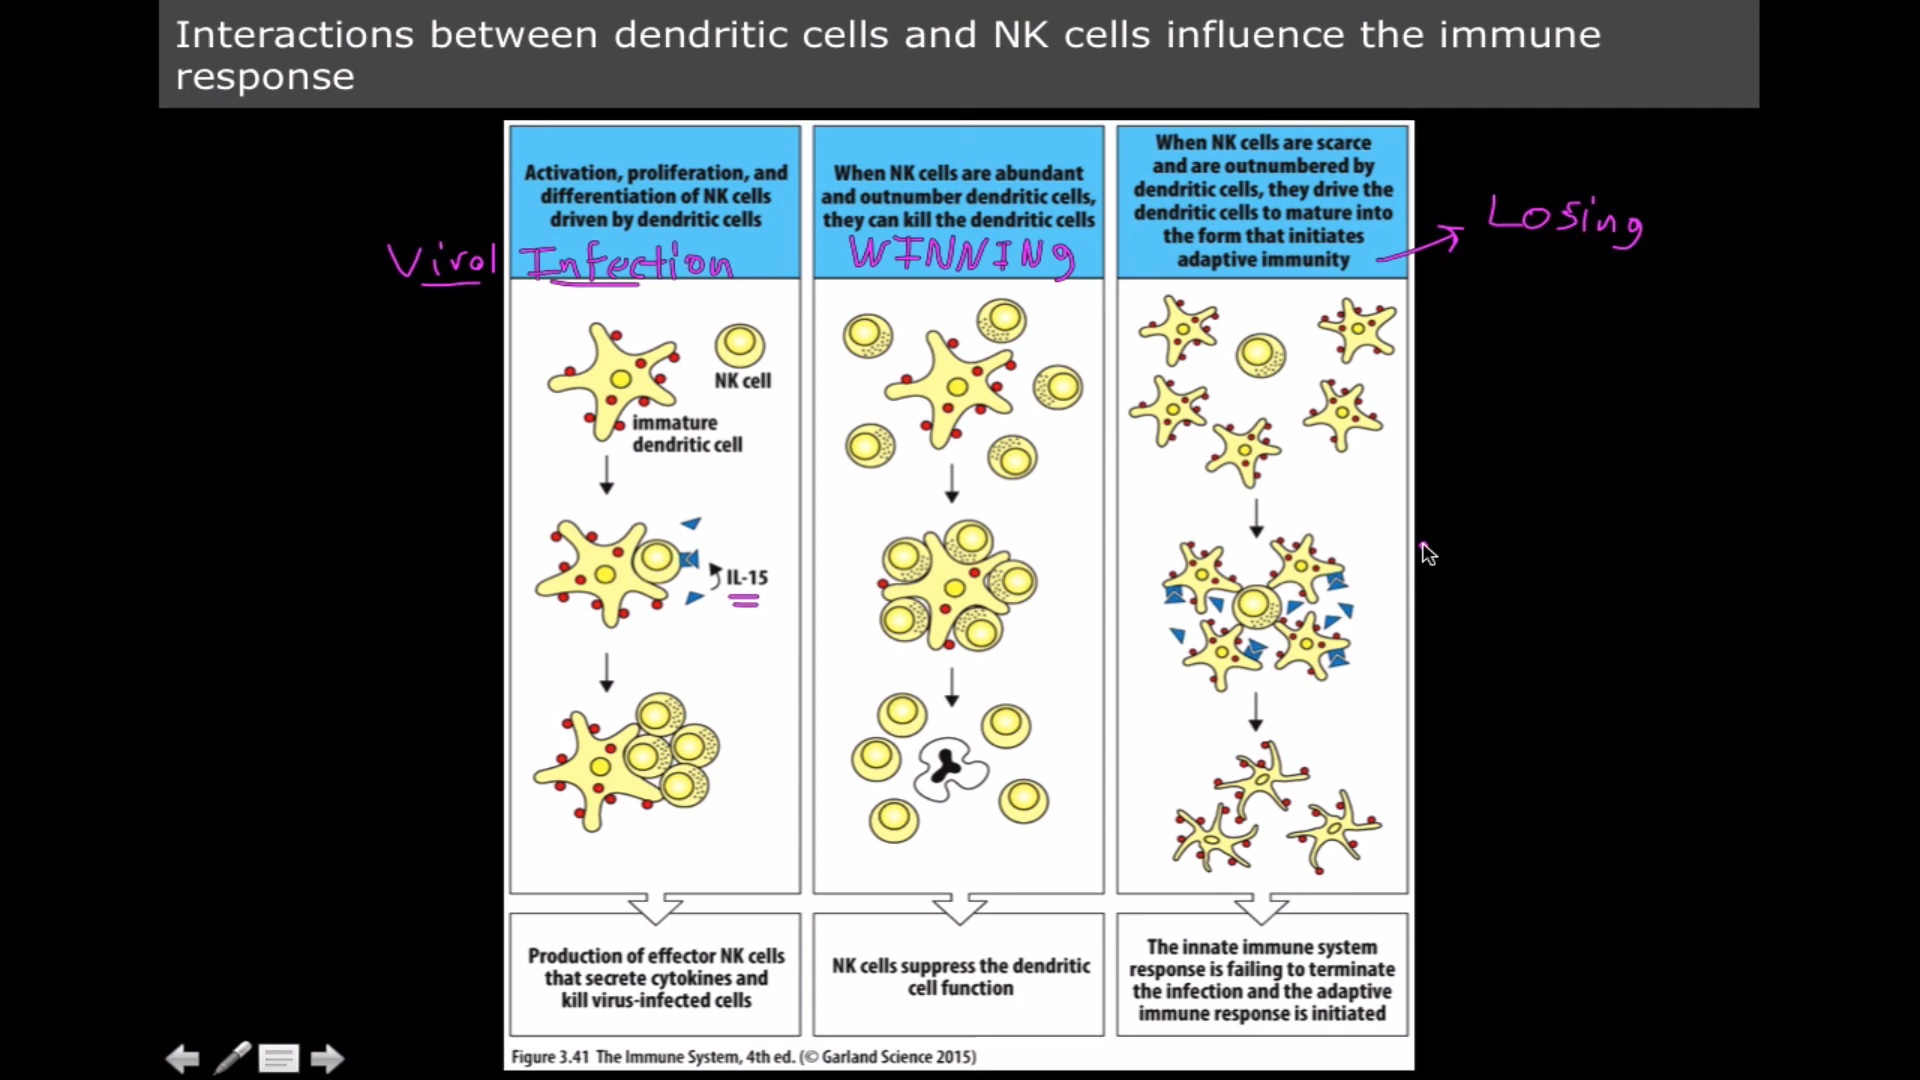 Interactions between dendritic cells and NK cells influence the immune
response
Activation, proliferation, and
differentiation of NK cells
driven by dendritic cells
Viral Infection
NK cell
immature
dendritic cell
IL-15
Production of effector NK cells
that secrete cytokines and
kill virus-infected cells
When NK cells are abundant
and outnumber dendritic cells,
they can kill the dendritic cells
WINNING
NK cells suppress the dendritic
cell function
When NK cells are scarce
and are outnumbered by
dendritic cells, they drive the
dendritic cells to mature into
the form that initiates
adaptive immunity
Losing
The innate immune system
response is failing to terminate
the infection and the adaptive
immune response is initiated
Figure 3.41 The Immune System, 4th ed. (© Garland Science 2015)